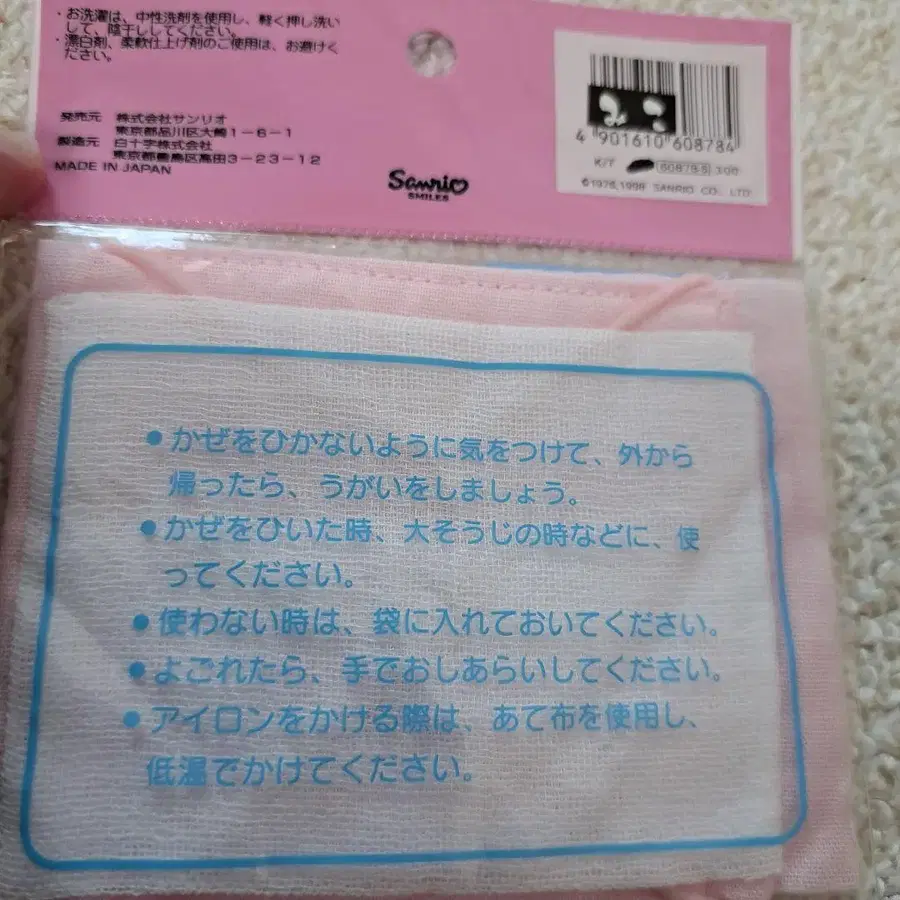 ・お洗濯は、中性洗剤を使用し、軽く押し洗い
して、陰干ししてください。
・漂白剤、柔軟仕上げ剤のご使用は、お避けく
ださい。
発売元 株式会社サンリオ
東京都品川区大崎1-6-1
製造元 白十字株式会社
東京都豊島区高田3-23-12
MADE IN JAPAN
Sanrio
SMILES
4 901610 608784
K/T
©1976,1998 SANRIO CO., LTD.
●かぜをひかないように気をつけて、外から
帰ったら、うがいをしましょう。
●かぜをひいた時、大そうじの時などに、使
ってください。
●使わない時は、袋に入れておいてください。
●よごれたら、手でおしあらいしてください。
●アイロンをかける際は、あて布を使用し、
低温でかけてください。